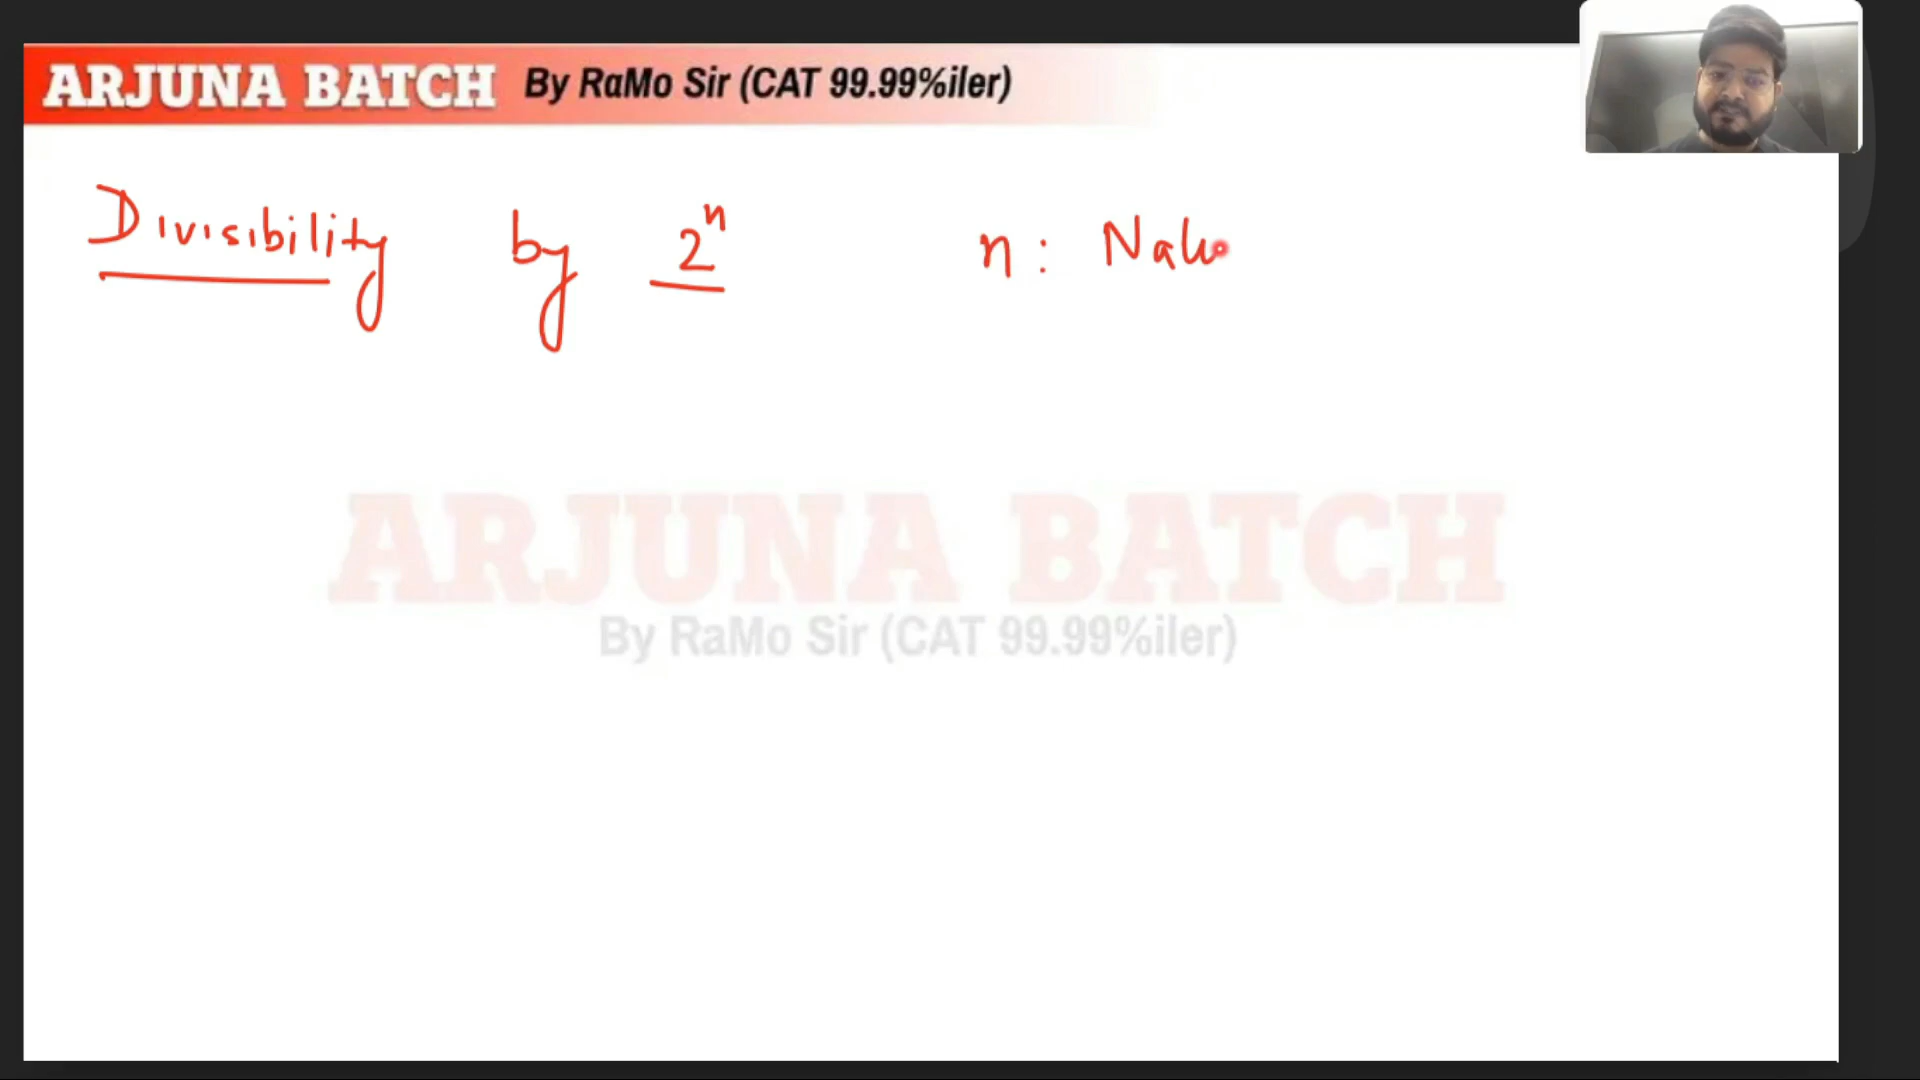 ARJUNA BATCH By RaMo Sir (CAT 99.99%iler)
Divisibility by 2ⁿ n :
ARJUNA BATCH
By RaMo Sir (CAT 99.99%iler)